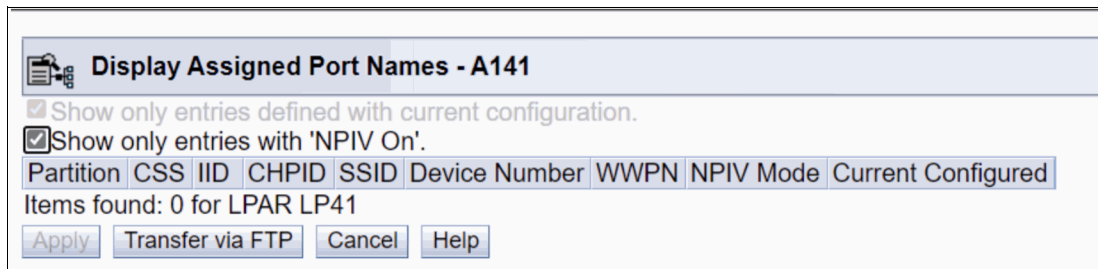 Display Assigned Port Names - A141
Show only entries defined with current configuration.
Show only entries with 'NPIV On'.
Partition CSS IID CHPID SSID Device Number WWPN NPIV Mode Current Configured
Items found: 0 for LPAR LP41
Apply Transfer via FTP Cancel Help